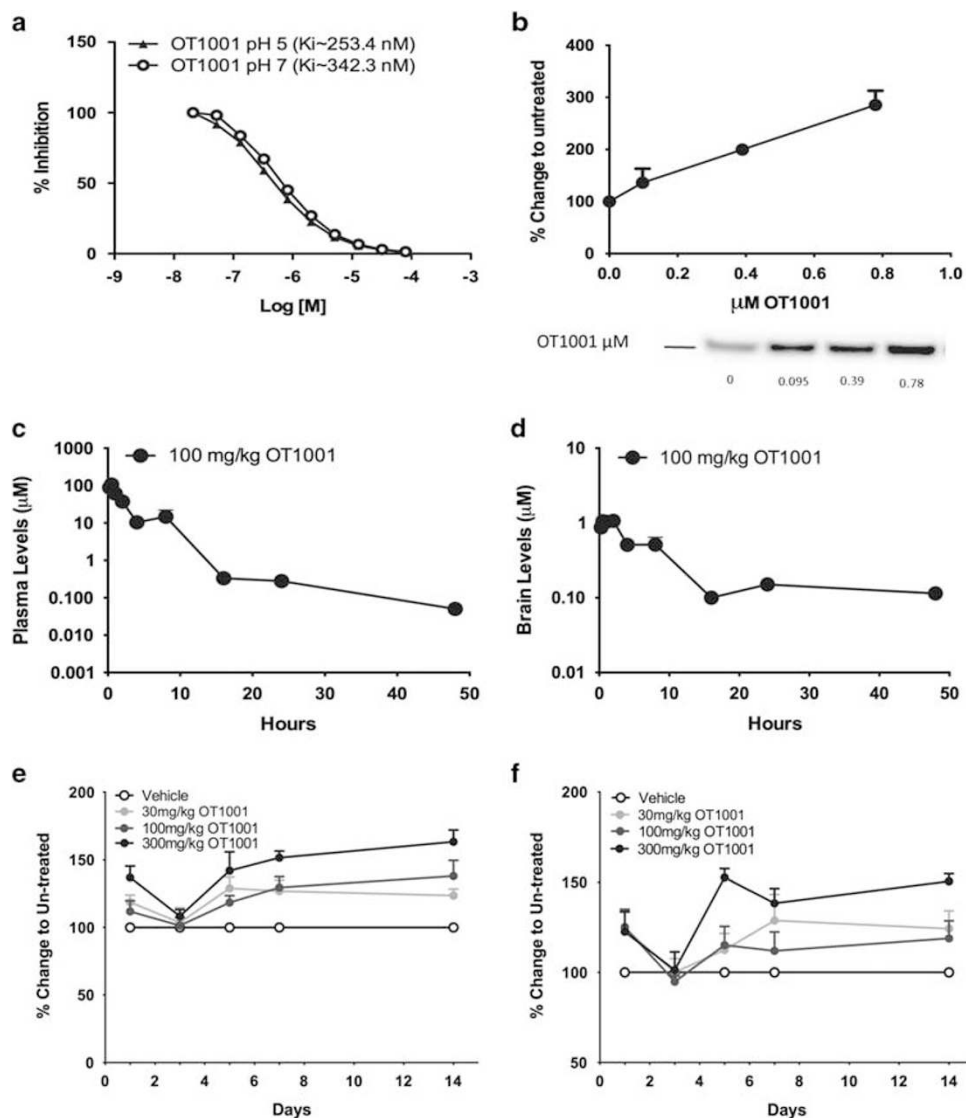 a
150
100
50
0
% Inhibition
OT1001 pH 5 (Ki~253.4 nM)
OT1001 pH 7 (Ki~342.3 nM)
-9 -8 -7 -6 -5 -4 -3
Log [M]
b
400
300
200
100
0
% Change to untreated
0.0 0.2 0.4 0.6 0.8 1.0
μM OT1001
OT1001 μM
0 0.095 0.39 0.78
c
1000
100
10
1
0.100
0.010
0.001
Plasma Levels (μM)
100 mg/kg OT1001
0 10 20 30 40 50
Hours
d
10
1
0.10
0.01
Brain Levels (μM)
100 mg/kg OT1001
0 10 20 30 40 50
Hours
e
200
150
100
50
0
% Change to Un-treated
Vehicle
30mg/kg OT1001
100mg/kg OT1001
300mg/kg OT1001
0 2 4 6 8 10 12 14
Days
f
200
150
100
50
% Change to Un-treated
Vehicle
30mg/kg OT1001
100mg/kg OT1001
300mg/kg OT1001
0 2 4 6 8 10 12 14
Days